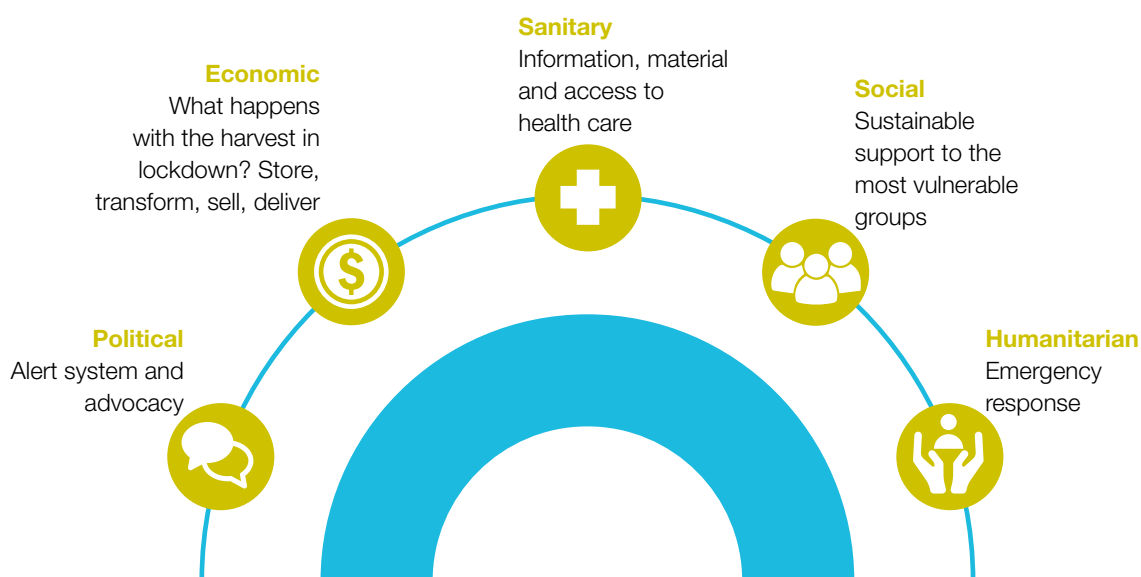 Political
Alert system and
advocacy
Economic
What happens
with the harvest in
lockdown? Store,
transform, sell, deliver
Sanitary
Information, material
and access to
health care
Social
Sustainable
support to the
most vulnerable
groups
Humanitarian
Emergency
response
$